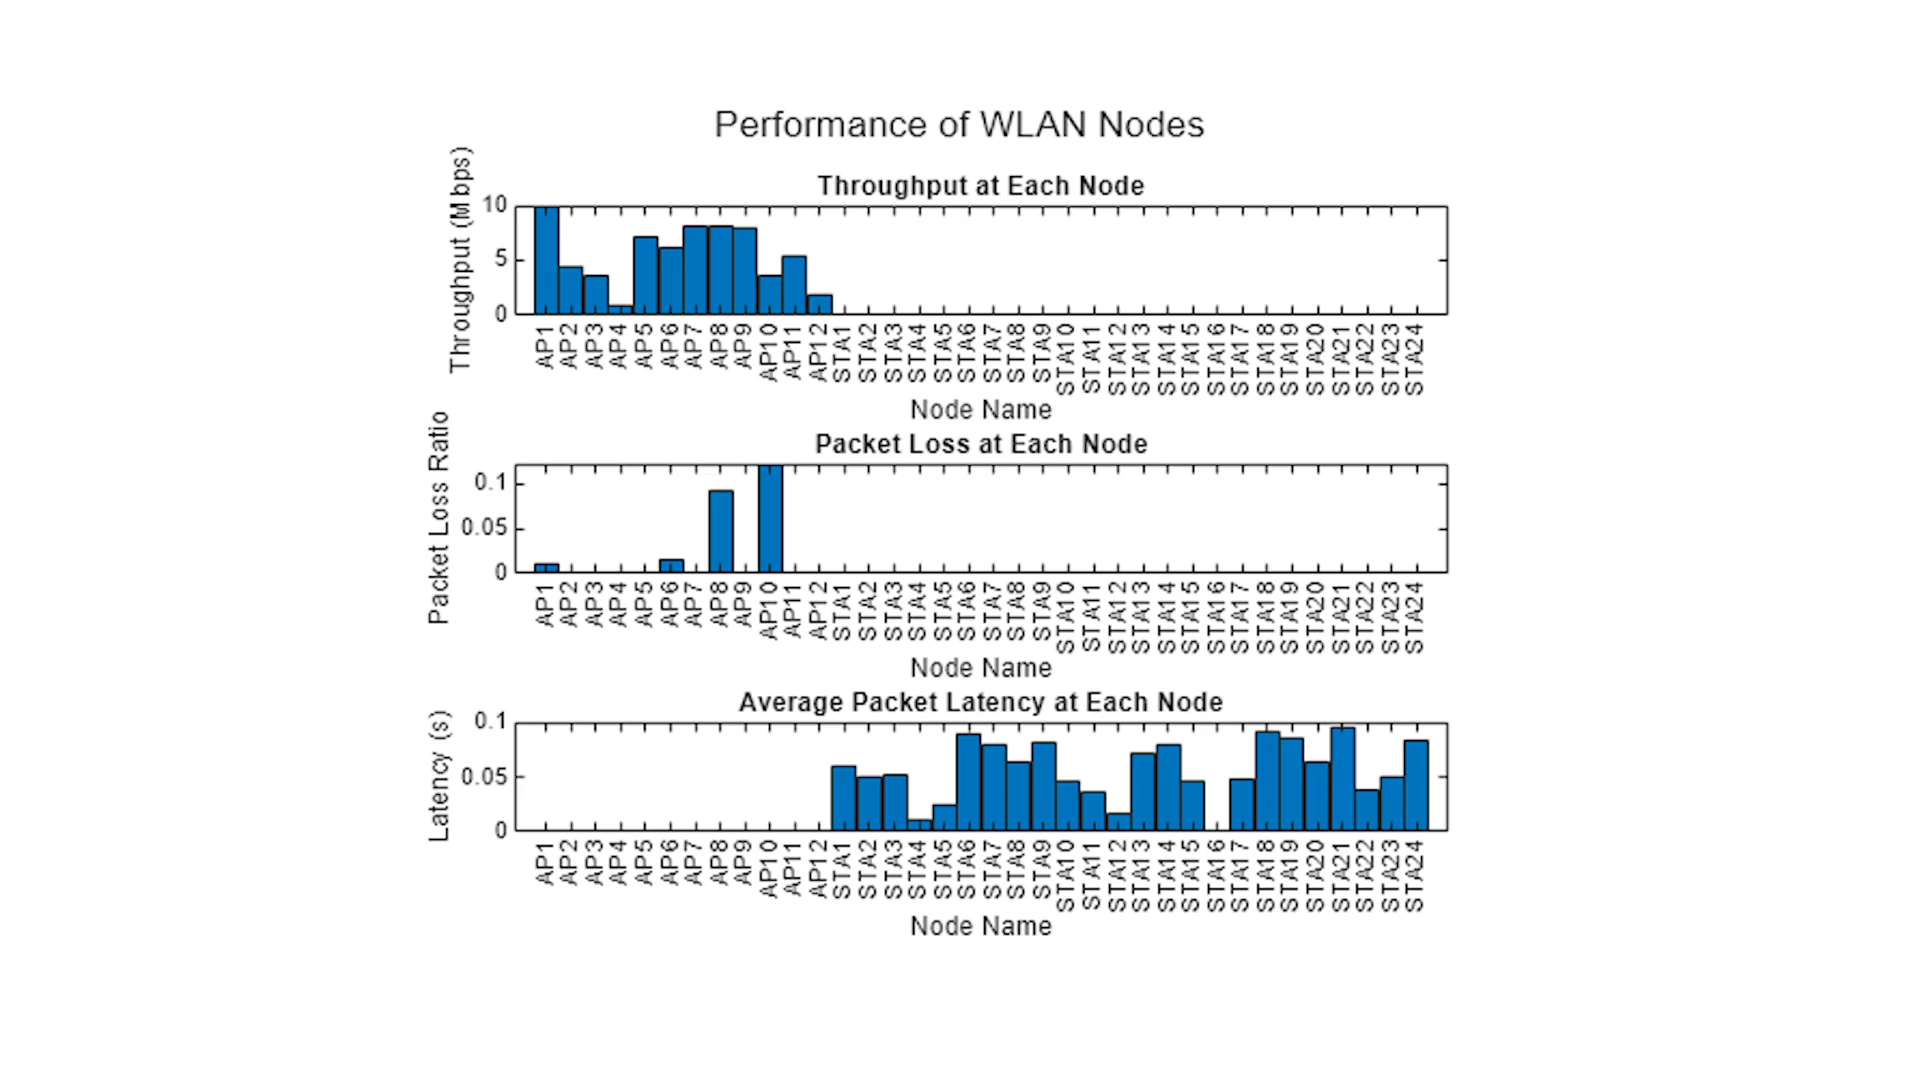 Performance of WLAN Nodes
Throughput at Each Node
Throughput (Mbps)
10
5
0
AP1 AP2 AP3 AP4 AP5 AP6 AP7 AP8 AP9 AP10 AP11 AP12 STA1 STA2 STA3 STA4 STA5 STA6 STA7 STA8 STA9 STA10 STA11 STA12 STA13 STA14 STA15 STA16 STA17 STA18 STA19 STA20 STA21 STA22 STA23 STA24
Node Name
Packet Loss at Each Node
Packet Loss Ratio
0.1
0.05
0
AP1 AP2 AP3 AP4 AP5 AP6 AP7 AP8 AP9 AP10 AP11 AP12 STA1 STA2 STA3 STA4 STA5 STA6 STA7 STA8 STA9 STA10 STA11 STA12 STA13 STA14 STA15 STA16 STA17 STA18 STA19 STA20 STA21 STA22 STA23 STA24
Node Name
Average Packet Latency at Each Node
Latency (s)
0.1
0.05
0
AP1 AP2 AP3 AP4 AP5 AP6 AP7 AP8 AP9 AP10 AP11 AP12 STA1 STA2 STA3 STA4 STA5 STA6 STA7 STA8 STA9 STA10 STA11 STA12 STA13 STA14 STA15 STA16 STA17 STA18 STA19 STA20 STA21 STA22 STA23 STA24
Node Name